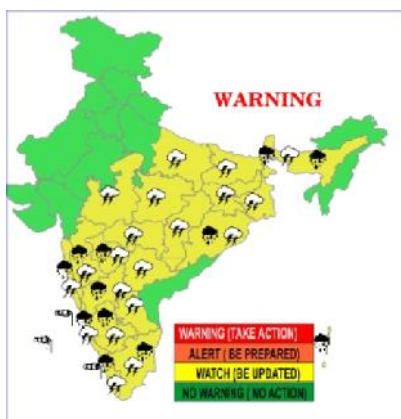 WARNING
WARNING (TAKE ACTION)
ALERT ( BE PREPARED)
WATCH (BE UPDATED)
NO WARNING ( NO ACTION)